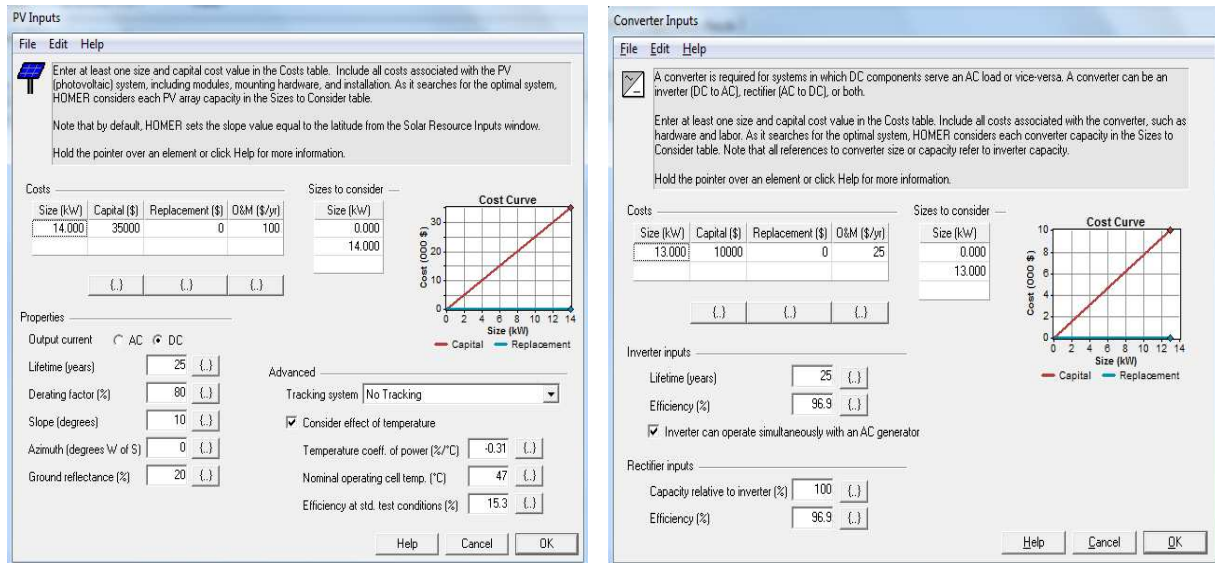 PV Inputs
File Edit Help
Enter at least one size and capital cost value in the Costs table. Include all costs associated with the PV
(photovoltaic) system, including modules, mounting hardware, and installation. As it searches for the optimal system,
HOMER considers each PV array capacity in the Sizes to Consider table.
Note that by default, HOMER sets the slope value equal to the latitude from the Solar Resource Inputs window.
Hold the pointer over an element or click Help for more information.
Costs
Size (kW) Capital ($) Replacement ($) O&M ($/yr)
14.000 35000 0 100
{..} {..} {..}
Sizes to consider
Size (kW)
0.000
14.000
Cost Curve
Cost (000 $)
30
20
10
0
0 2 4 6 8 10 12 14
Size (kW)
Capital Replacement
Properties
Output current AC DC
Lifetime (years) 25 {..}
Derating factor (%) 80 {..}
Slope (degrees) 10 {..}
Azimuth (degrees W of S) 0 {..}
Ground reflectance (%) 20 {..}
Advanced
Tracking system No Tracking
Consider effect of temperature
Temperature coeff. of power (%/°C) -0.31 {..}
Nominal operating cell temp. (°C) 47 {..}
Efficiency at std. test conditions (%) 15.3 {..}
Help Cancel OK
Converter Inputs
File Edit Help
A converter is required for systems in which DC components serve an AC load or vice-versa. A converter can be an
inverter (DC to AC), rectifier (AC to DC), or both.
Enter at least one size and capital cost value in the Costs table. Include all costs associated with the converter, such as
hardware and labor. As it searches for the optimal system, HOMER considers each converter capacity in the Sizes to
Consider table. Note that all references to converter size or capacity refer to inverter capacity.
Hold the pointer over an element or click Help for more information.
Costs
Size (kW) Capital ($) Replacement ($) O&M ($/yr)
13.000 10000 0 25
{..} {..} {..}
Sizes to consider
Size (kW)
0.000
13.000
Cost Curve
Cost (000 $)
10
8
6
4
2
0
0 2 4 6 8 10 12 14
Size (kW)
Capital Replacement
Inverter inputs
Lifetime (years) 25 {..}
Efficiency (%) 96.9 {..}
Inverter can operate simultaneously with an AC generator
Rectifier inputs
Capacity relative to inverter (%) 100 {..}
Efficiency (%) 96.9 {..}
Help Cancel OK